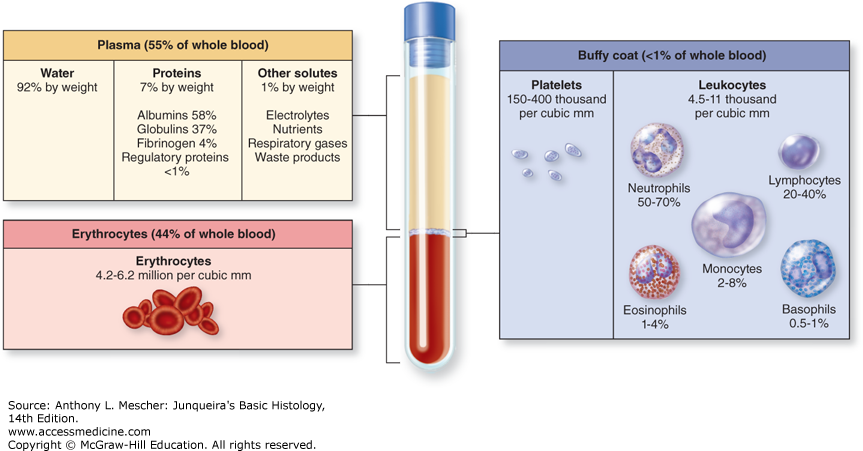 Plasma (55% of whole blood)
Water
92% by weight
Proteins
7% by weight
Albumins 58%
Globulins 37%
Fibrinogen 4%
Regulatory proteins
<1%
Other solutes
1% by weight
Electrolytes
Nutrients
Respiratory gases
Waste products
Erythrocytes (44% of whole blood)
Erythrocytes
4.2-6.2 million per cubic mm
Buffy coat (<1% of whole blood)
Platelets
150-400 thousand
per cubic mm
Leukocytes
4.5-11 thousand
per cubic mm
Neutrophils
50-70%
Lymphocytes
20-40%
Monocytes
2-8%
Eosinophils
1-4%
Basophils
0.5-1%
Source: Anthony L. Mescher: Junqueira's Basic Histology,
14th Edition.
www.accessmedicine.com
Copyright © McGraw-Hill Education. All rights reserved.